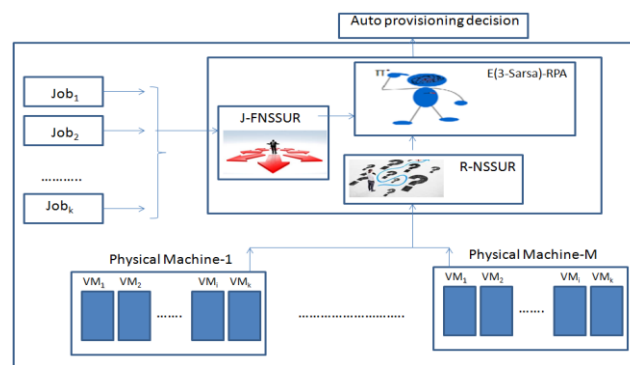 Auto provisioning decision
E(3-Sarsa)-RPA
π*
Job₁
J-FNSSUR
Job₂
R-NSSUR
...........
Jobₖ
Physical Machine-1
Physical Machine-M
VM₁ VM₂ VMᵢ VMₖ
VM₁ VM₂ VMᵢ VMₖ
.......
............................
.......